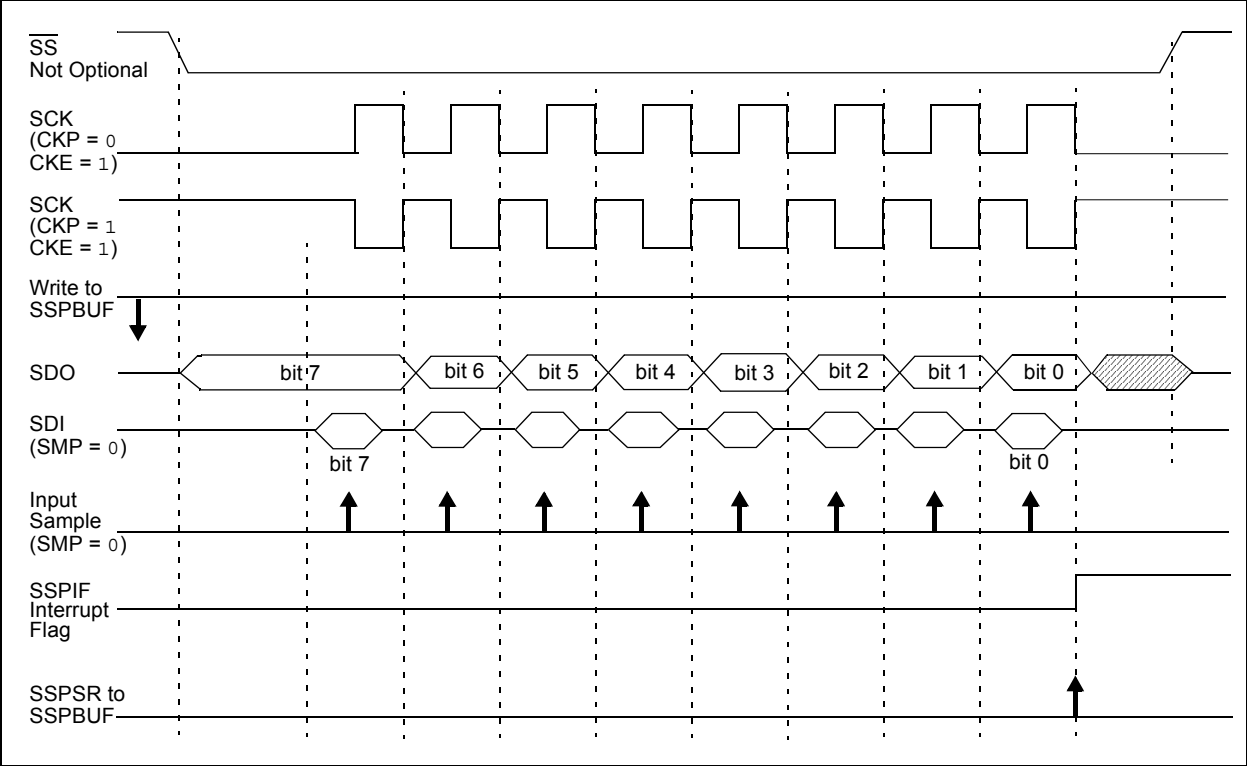 SS
Not Optional
SCK
(CKP = 0
CKE = 1)
SCK
(CKP = 1
CKE = 1)
Write to
SSPBUF
SDO
bit 7 bit 6 bit 5 bit 4 bit 3 bit 2 bit 1 bit 0
SDI
(SMP = 0)
bit 7 bit 0
Input
Sample
(SMP = 0)
SSPIF
Interrupt
Flag
SSPSR to
SSPBUF